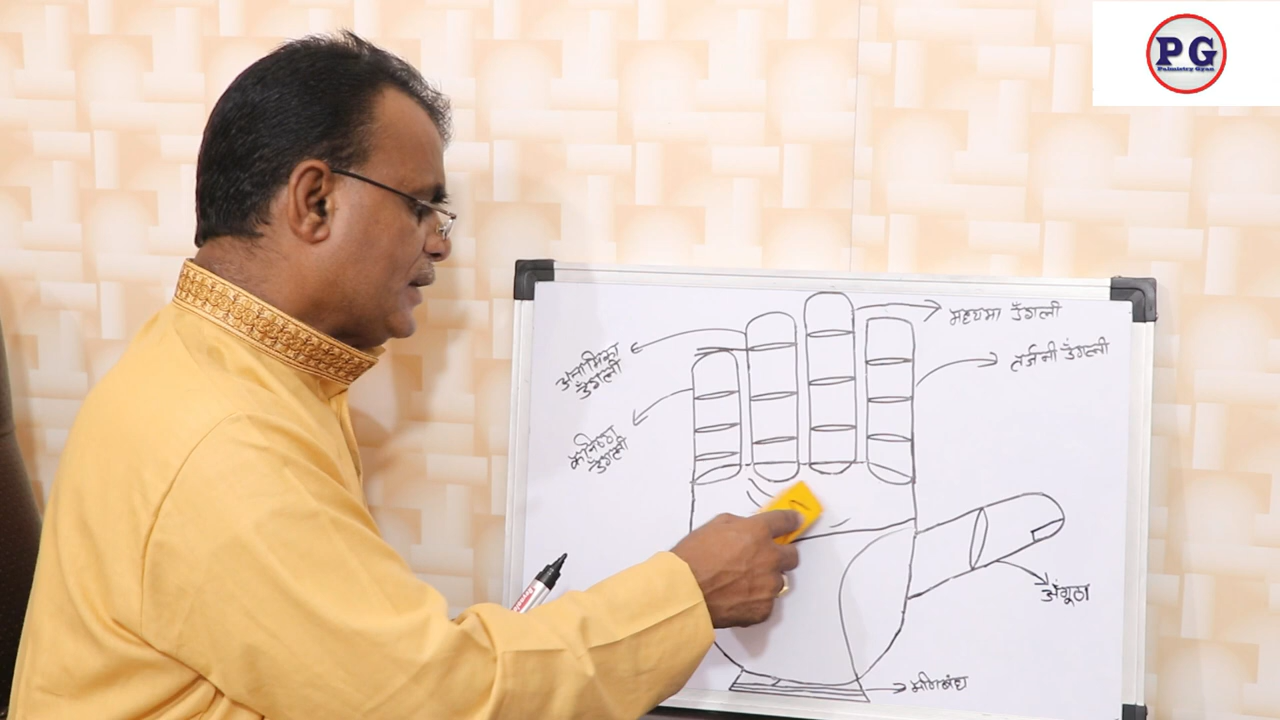 PG
Palmistry Gyan
मध्यमा उँगली
तर्जनी उँगली
अनामिका
उँगली
कनिष्ठा
उँगली
अँगूठा
मणिबंध